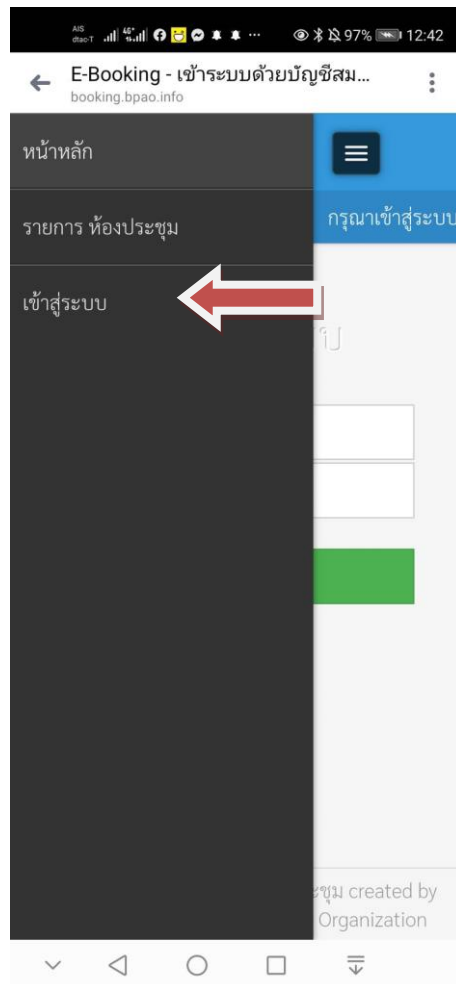 AIS
dtac-T
97%
12:42
E-Booking - เข้าระบบด้วยบัญชีสม...
booking.bpao.info
หน้าหลัก
รายการ ห้องประชุม
กรุณาเข้าสู่ระบบ
เข้าสู่ระบบ
created by
Organization